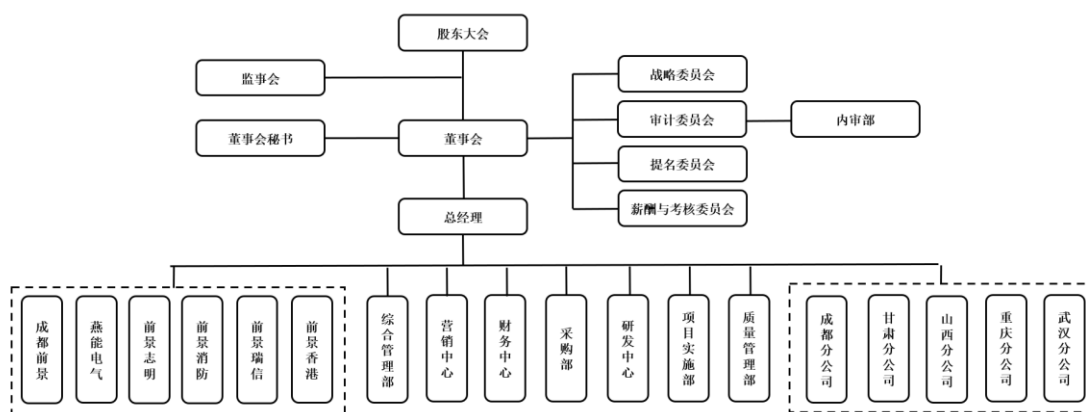 股东大会
监事会
战略委员会
审计委员会
内审部
董事会秘书
董事会
提名委员会
薪酬与考核委员会
总经理
成都前景
燕能电气
前景志明
前景消防
前景瑞信
前景香港
综合管理部
营销中心
财务中心
采购部
研发中心
项目实施部
质量管理部
成都分公司
甘肃分公司
山西分公司
重庆分公司
武汉分公司